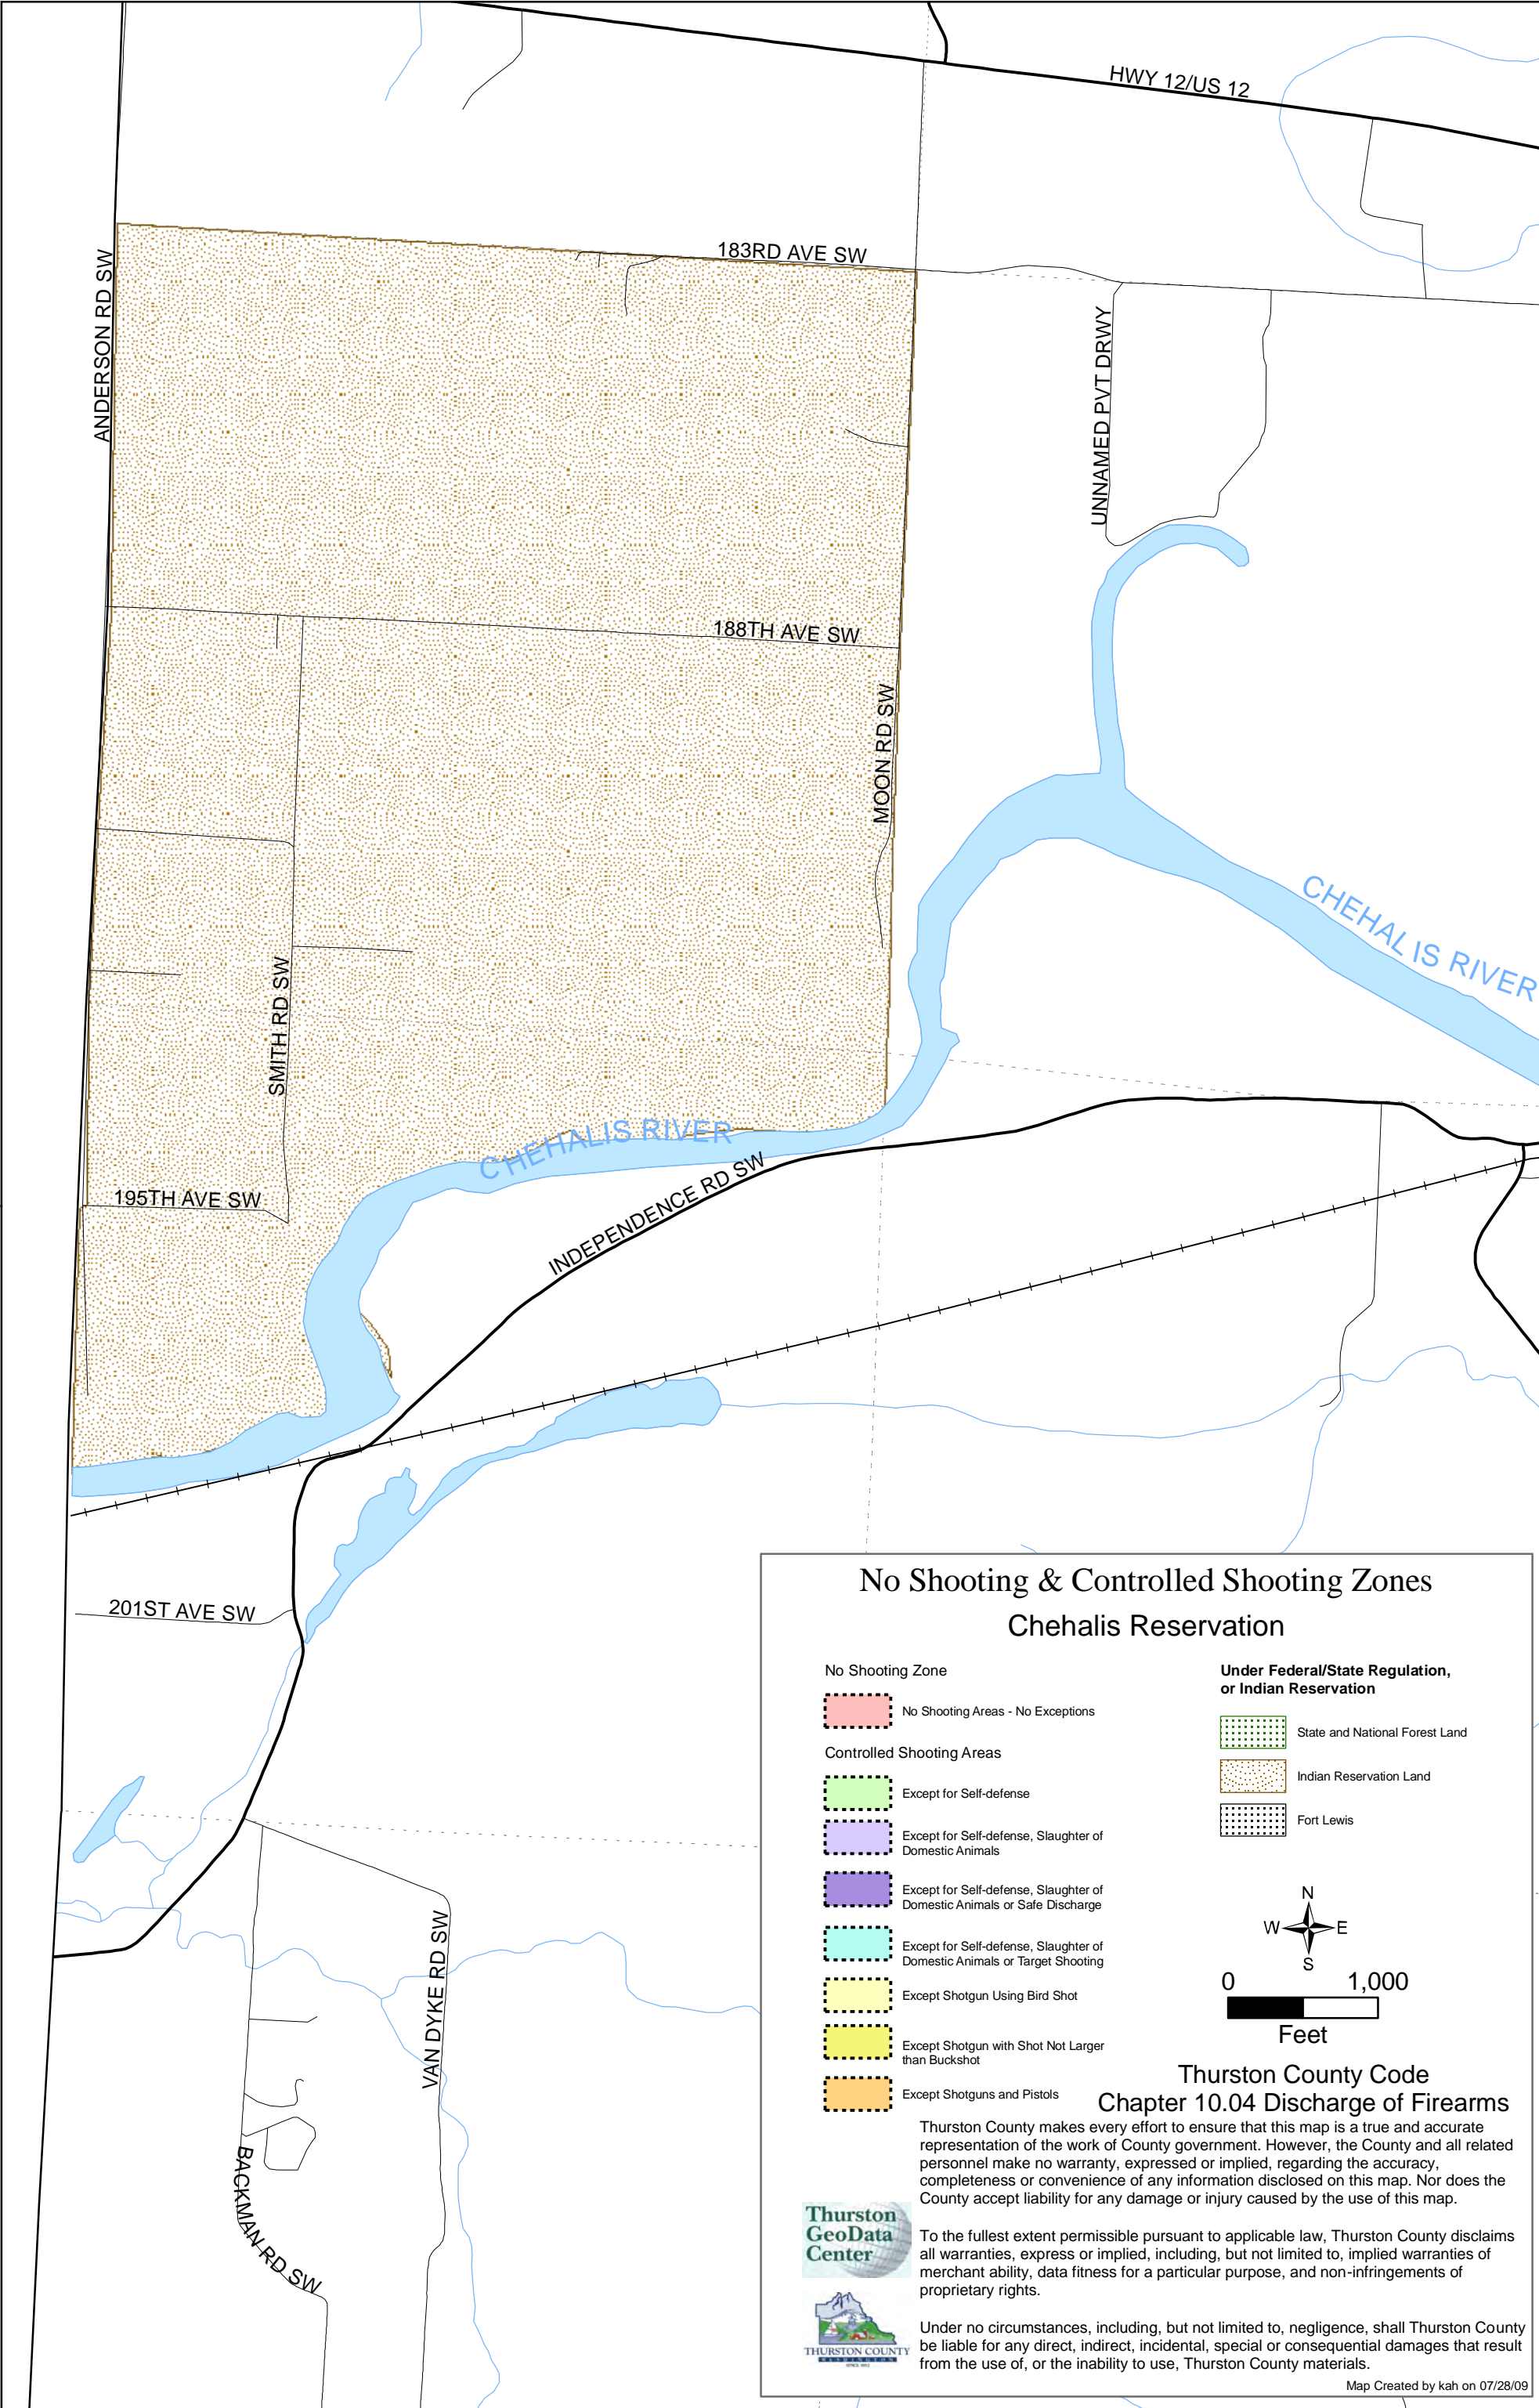 HWY 12/US 12
183RD AVE SW
ANDERSON RD SW
UNNAMED PVT DRWY
188TH AVE SW
MOON RD SW
CHEHALIS RIVER
SMITH RD SW
CHEHALIS RIVER
INDEPENDENCE RD SW
195TH AVE SW
201ST AVE SW
VAN DYKE RD SW
BACKMAN RD SW
No Shooting & Controlled Shooting Zones
Chehalis Reservation
No Shooting Zone
No Shooting Areas - No Exceptions
Controlled Shooting Areas
Except for Self-defense
Except for Self-defense, Slaughter of
Domestic Animals
Except for Self-defense, Slaughter of
Domestic Animals or Safe Discharge
Except for Self-defense, Slaughter of
Domestic Animals or Target Shooting
Except Shotgun Using Bird Shot
Except Shotgun with Shot Not Larger
than Buckshot
Except Shotguns and Pistols
Under Federal/State Regulation,
or Indian Reservation
State and National Forest Land
Indian Reservation Land
Fort Lewis
N
W E
S
0 1,000
Feet
Thurston County Code
Chapter 10.04 Discharge of Firearms
Thurston County makes every effort to ensure that this map is a true and accurate
representation of the work of County government. However, the County and all related
personnel make no warranty, expressed or implied, regarding the accuracy,
completeness or convenience of any information disclosed on this map. Nor does the
County accept liability for any damage or injury caused by the use of this map.
Thurston
GeoData
Center
To the fullest extent permissible pursuant to applicable law, Thurston County disclaims
all warranties, express or implied, including, but not limited to, implied warranties of
merchant ability, data fitness for a particular purpose, and non-infringements of
proprietary rights.
THURSTON COUNTY
WASHINGTON
SINCE 1852
Under no circumstances, including, but not limited to, negligence, shall Thurston County
be liable for any direct, indirect, incidental, special or consequential damages that result
from the use of, or the inability to use, Thurston County materials.
Map Created by kah on 07/28/09